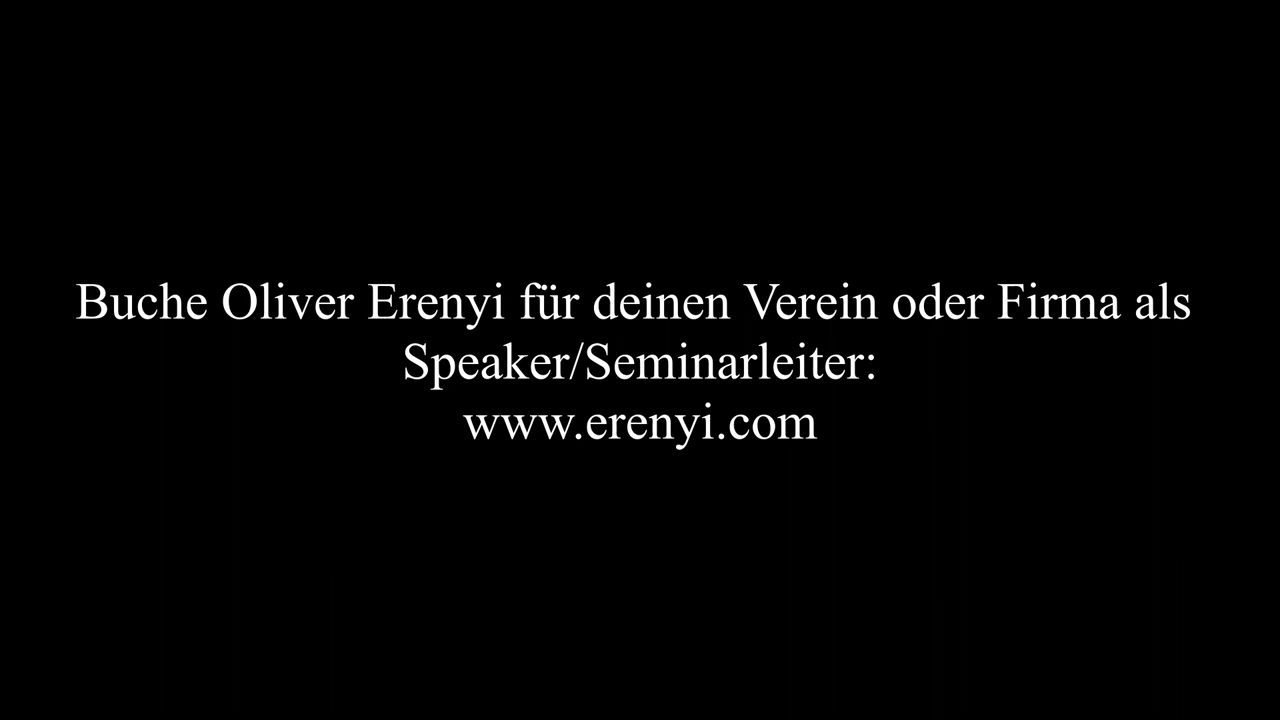 Buche Oliver Erenyi für deinen Verein oder Firma als
Speaker/Seminarleiter:
www.erenyi.com